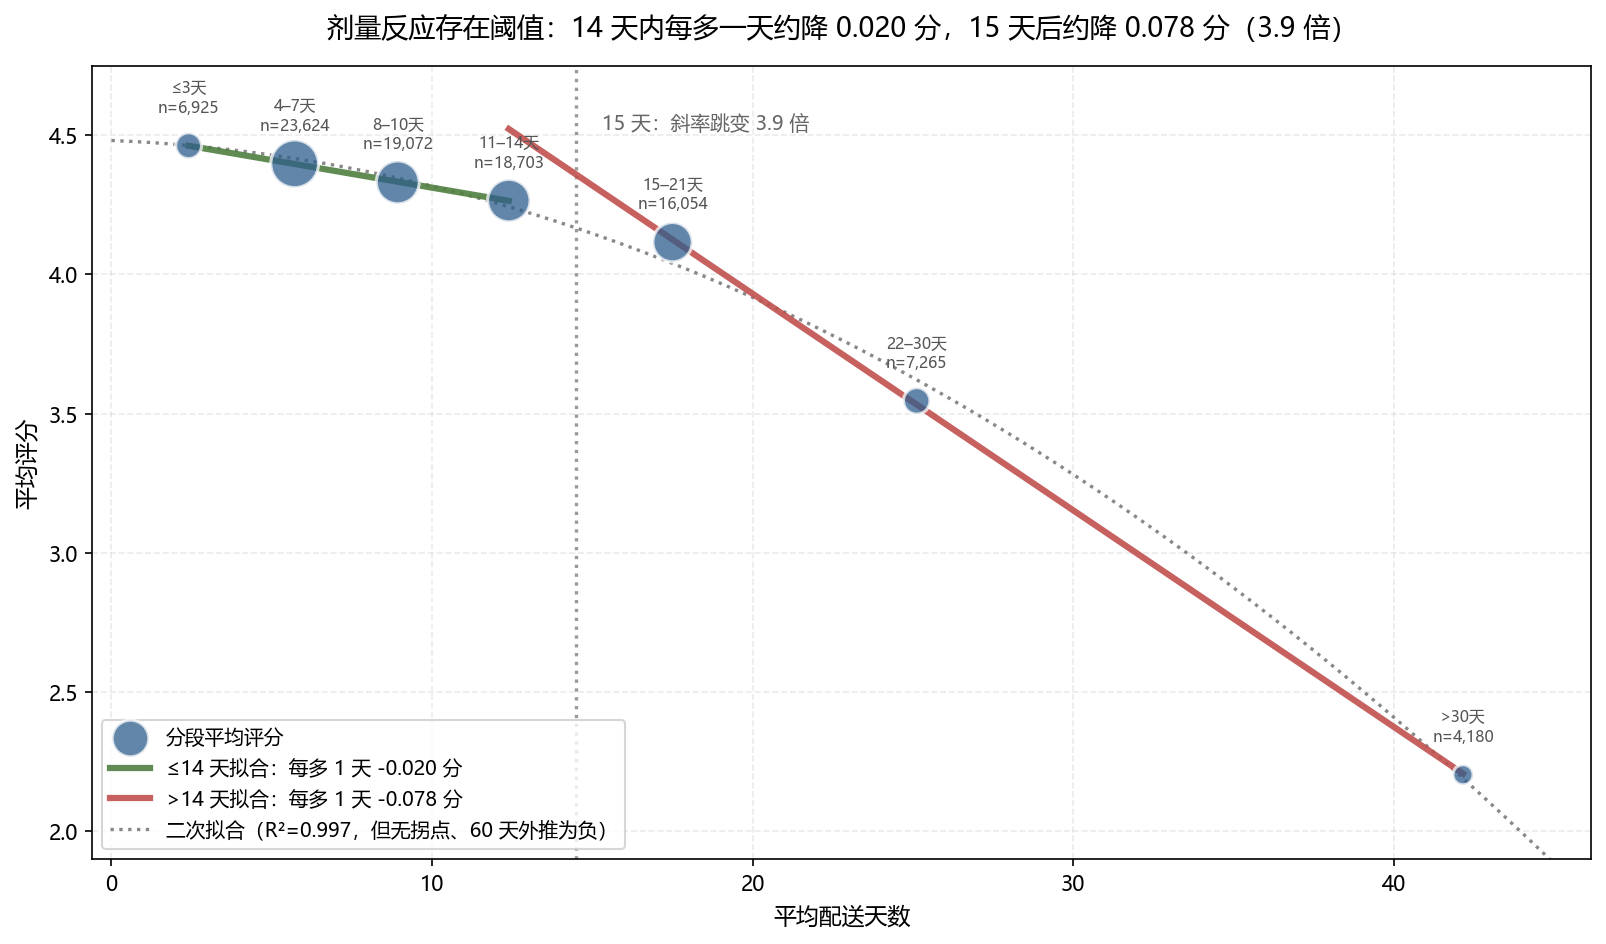 剂量反应存在阈值：14 天内每多一天约降 0.020 分，15 天后约降 0.078 分（3.9 倍）
≤3天
n=6,925
4–7天
n=23,624
8–10天
n=19,072
11–14天
n=18,703
15 天：斜率跳变 3.9 倍
15–21天
n=16,054
22–30天
n=7,265
>30天
n=4,180
平均评分
4.5
4.0
3.5
3.0
2.5
2.0
分段平均评分
≤14 天拟合：每多 1 天 -0.020 分
>14 天拟合：每多 1 天 -0.078 分
二次拟合（R²=0.997，但无拐点、60 天外推为负）
0
10
20
30
40
平均配送天数